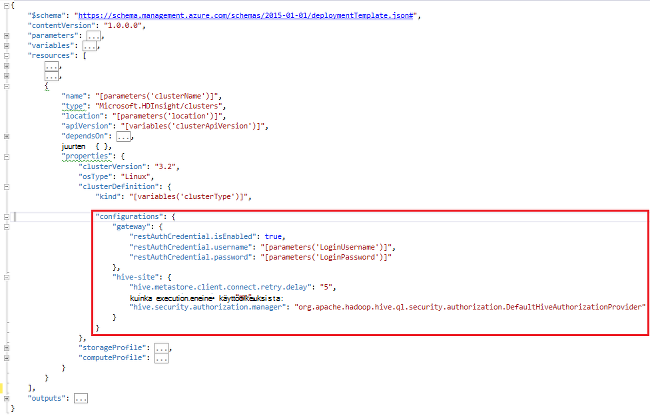 {
"$schema": "https://schema.management.azure.com/schemas/2015-01-01/deploymentTemplate.json#",
"contentVersion": "1.0.0.0",
"parameters": {...},
"variables": {...},
"resources": [
{...},
{...},
{
"name": "[parameters('clusterName')]",
"type": "Microsoft.HDInsight/clusters",
"location": "[parameters('location')]",
"apiVersion": "[variables('clusterApiVersion')]",
"dependsOn": [...],
juurten { },
"properties": {
"clusterVersion": "3.2",
"osType": "Linux",
"clusterDefinition": {
"kind": "[variables('clusterType')]",
"configurations": {
"gateway": {
"restAuthCredential.isEnabled": true,
"restAuthCredential.username": "[parameters('LoginUsername')]",
"restAuthCredential.password": "[parameters('LoginPassword')]"
},
"hive-site": {
"hive.metastore.client.connect.retry.delay": "5",
kuinka execution.eneine• käyttöoikeuksista:
"hive.security.authorization.manager": "org.apache.hadoop.hive.ql.security.authorization.DefaultHiveAuthorizationProvider"
}
}
},
"storageProfile": {...},
"computeProfile": {...}
}
}
],
"outputs": {...}
}